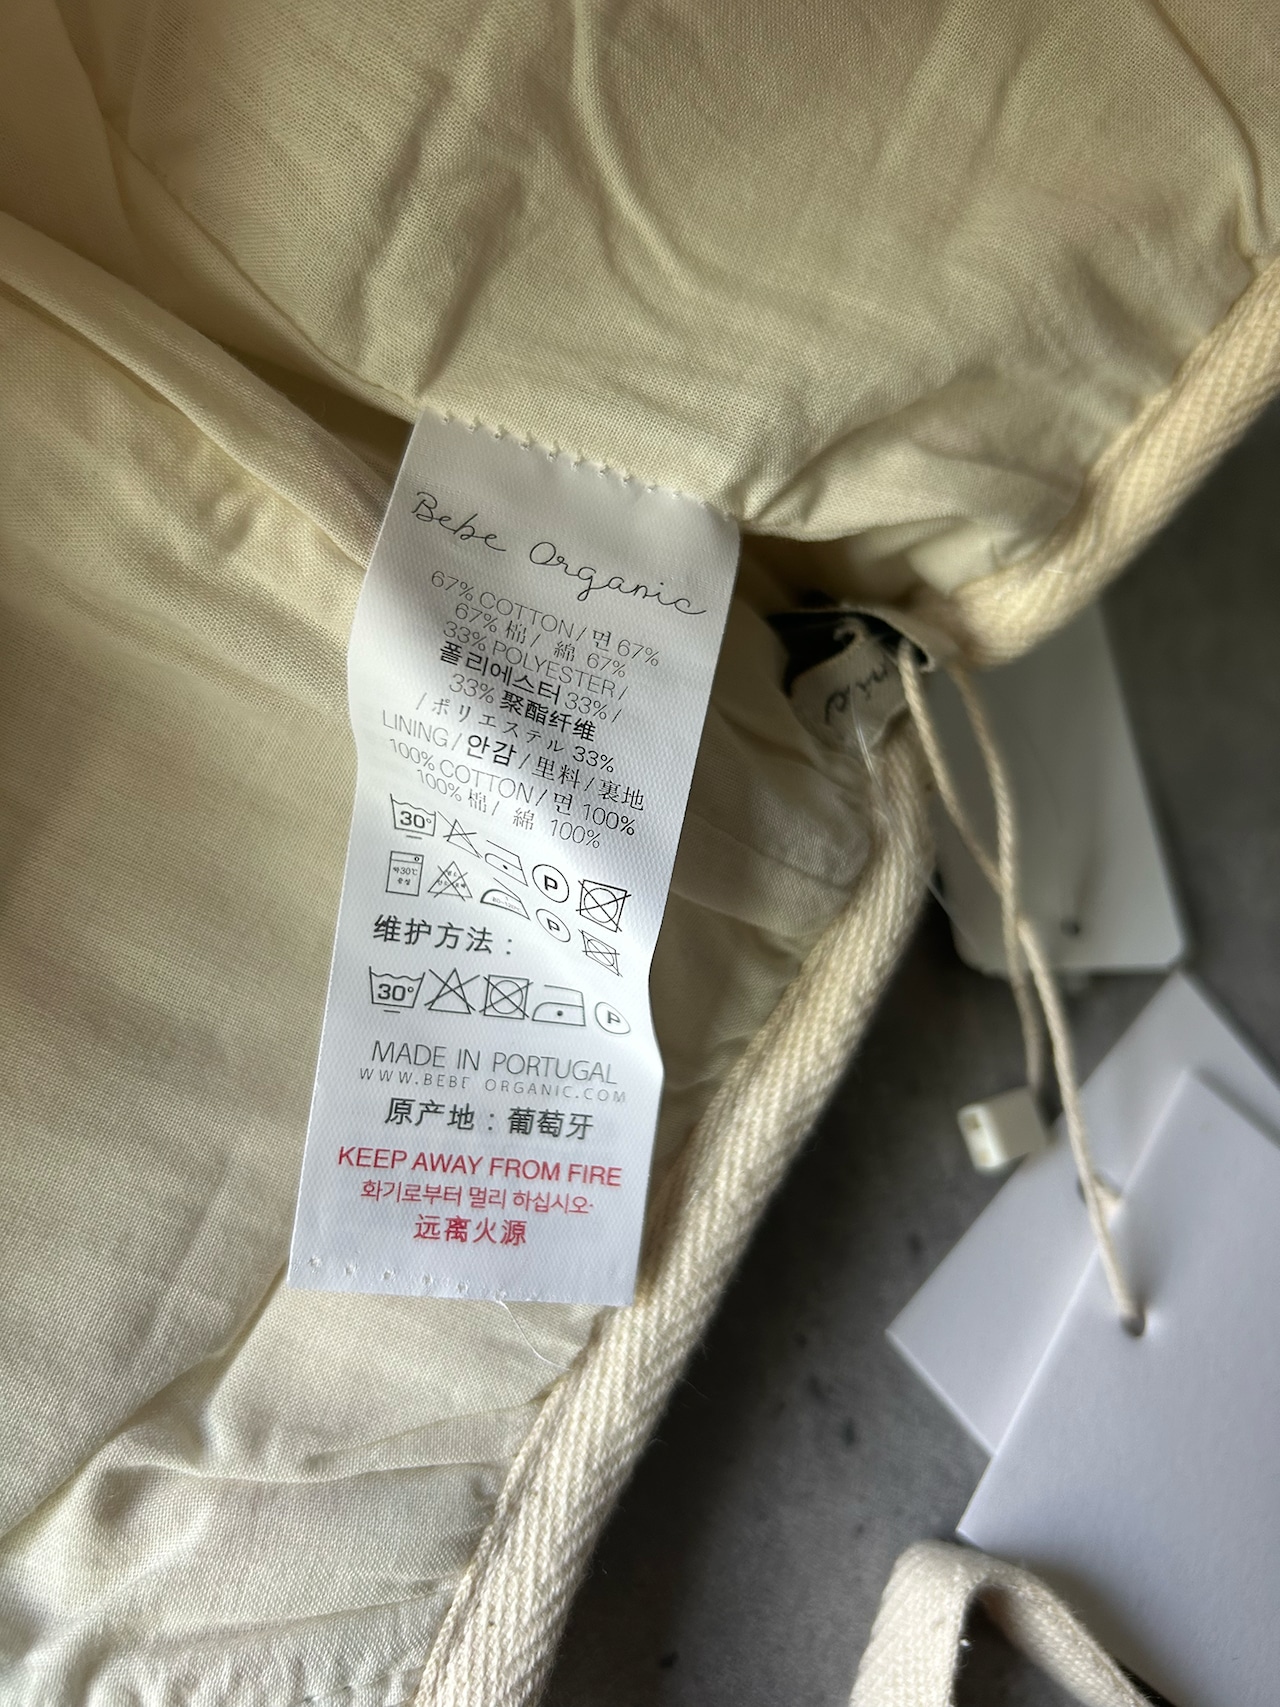 Bebe Organic
67% COTTON / 면 67%
67% 棉 / 綿 67%
33% POLYESTER /
폴리에스터 33% /
33% 聚酯纤维
/ ポリエステル 33%
LINING / 안감 / 里料 / 裏地
100% COTTON / 면 100%
100% 棉 / 綿 100%
30°
P
P
维护方法：
30°
P
MADE IN PORTUGAL
WWW.BEBE ORGANIC.COM
原产地：葡萄牙
KEEP AWAY FROM FIRE
화기로부터 멀리 하십시오.
远离火源